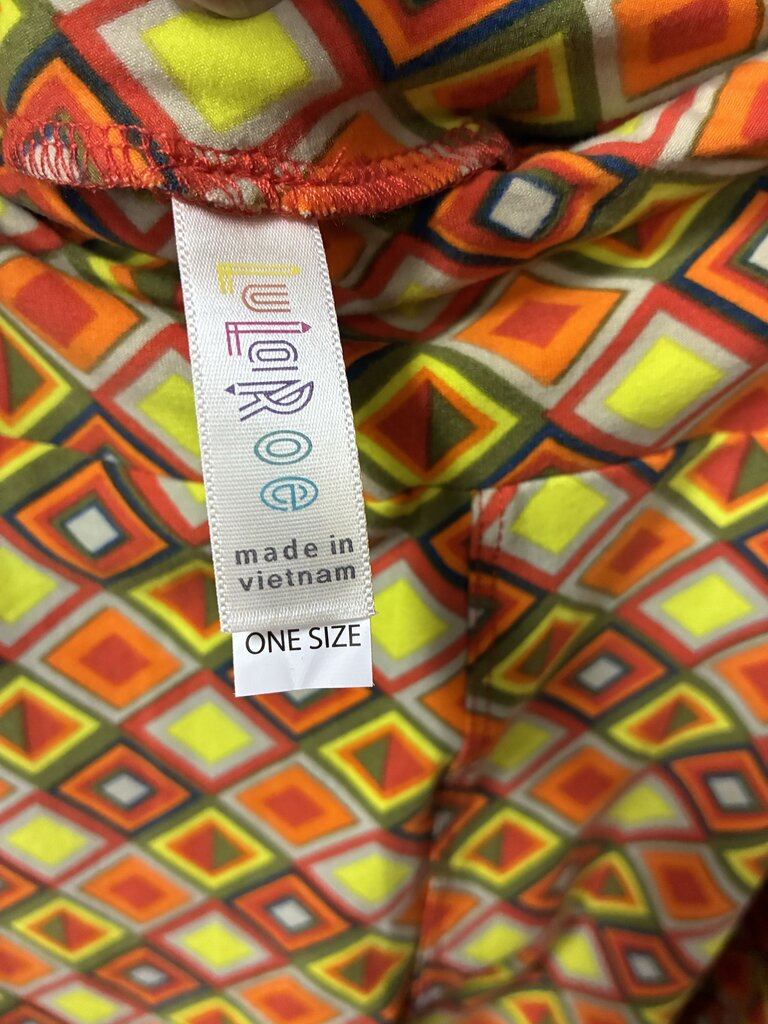 LuLaRoe
made in
vietnam
ONE SIZE